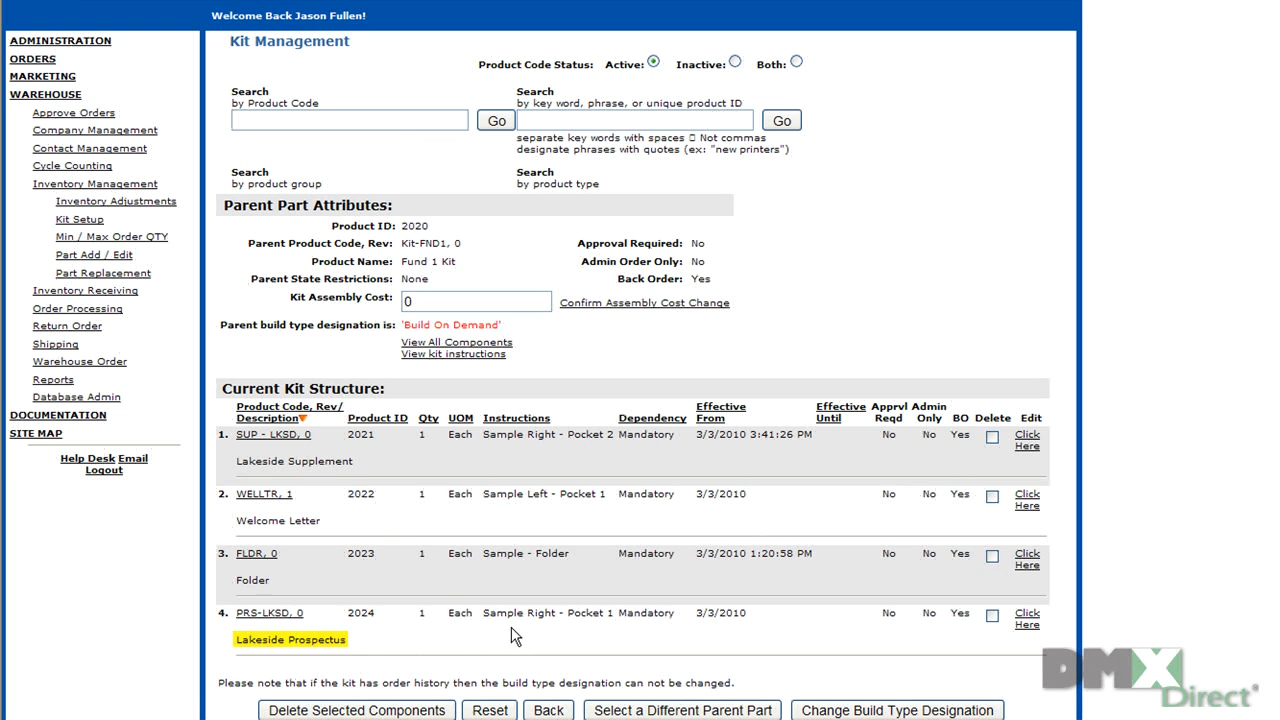 Welcome Back Jason Fullen!
ADMINISTRATION
ORDERS
MARKETING
WAREHOUSE
Approve Orders
Company Management
Contact Management
Cycle Counting
Inventory Management
Inventory Adjustments
Kit Setup
Min / Max Order QTY
Part Add / Edit
Part Replacement
Inventory Receiving
Order Processing
Return Order
Shipping
Warehouse Order
Reports
Database Admin
DOCUMENTATION
SITE MAP
Help Desk Email
Logout
Kit Management
Product Code Status: Active: Inactive: Both:
Search
by Product Code
Go
Search
by key word, phrase, or unique product ID
Go
separate key words with spaces Not commas
designate phrases with quotes (ex: "new printers")
Search
by product group
Search
by product type
Parent Part Attributes:
Product ID: 2020
Parent Product Code, Rev: Kit-FND1, 0 Approval Required: No
Product Name: Fund 1 Kit Admin Order Only: No
Parent State Restrictions: None Back Order: Yes
Kit Assembly Cost: 0 Confirm Assembly Cost Change
Parent build type designation is: 'Build On Demand'
View All Components
View kit instructions
Current Kit Structure:
Product Code, Rev/ Effective Effective Apprvl Admin
Description Product ID Qty UOM Instructions Dependency From Until Reqd Only BO Delete Edit
1. SUP - LKSD, 0 2021 1 Each Sample Right - Pocket 2 Mandatory 3/3/2010 3:41:26 PM No No Yes Click
Here
Lakeside Supplement
2. WELLTR, 1 2022 1 Each Sample Left - Pocket 1 Mandatory 3/3/2010 No No Yes Click
Here
Welcome Letter
3. FLDR, 0 2023 1 Each Sample - Folder Mandatory 3/3/2010 1:20:58 PM No No Yes Click
Here
Folder
4. PRS-LKSD, 0 2024 1 Each Sample Right - Pocket 1 Mandatory 3/3/2010 No No Yes Click
Here
Lakeside Prospectus
Please note that if the kit has order history then the build type designation can not be changed.
Delete Selected Components Reset Back Select a Different Parent Part Change Build Type Designation
DMX
Direct